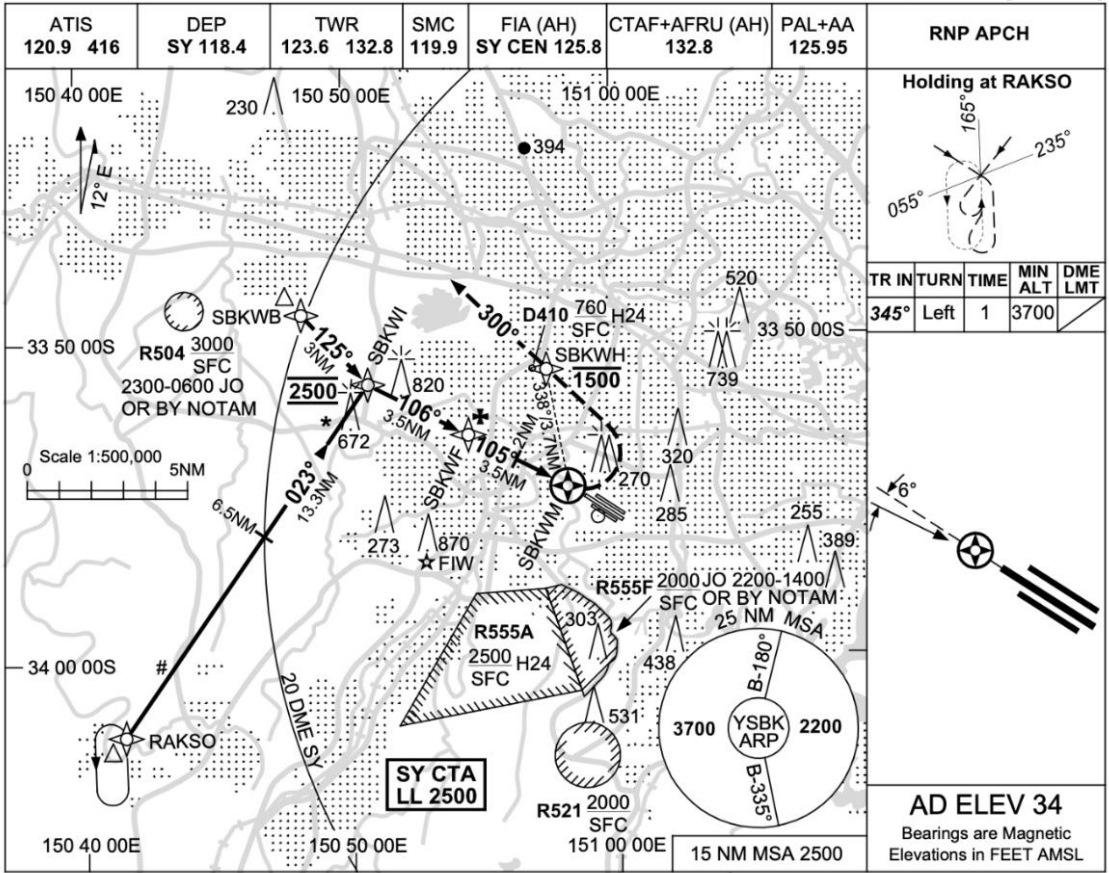 ATIS
120.9 416
DEP
SY 118.4
TWR
123.6 132.8
SMC
119.9
FIA (AH)
SY CEN 125.8
CTAF+AFRU (AH)
132.8
PAL+AA
125.95
RNP APCH
150 40 00E
150 50 00E
151 00 00E
230
394
12° E
Holding at RAKSO
165°
235°
055°
TR IN TURN TIME MIN ALT DME LMT
345° Left 1 3700
520
D410 760 H24
SFC
300°
SBKWB
SBKWI
SBKWH
1500
33 50 00S
33 50 00S
R504 3000
SFC
2300-0600 JO
OR BY NOTAM
125°
3NM
2500
820
739
106°
3.5NM
338°/3.7NM
*
672
105°
3.5NM
2NM
320
270
Scale 1:500,000
0 5NM
023°
13.3NM
6.5NM
SBKWF
SBKWM
285
255
389
6°
273
870
FIW
R555F 2000 JO 2200-1400
SFC OR BY NOTAM
25 NM MSA
R555A
2500 H24
SFC
303
438
34 00 00S
#
20 DME SY
B-180°
3700
YSBK
ARP
2200
B-335°
531
RAKSO
SY CTA
LL 2500
R521 2000
SFC
150 40 00E
150 50 00E
151 00 00E
15 NM MSA 2500
AD ELEV 34
Bearings are Magnetic
Elevations in FEET AMSL